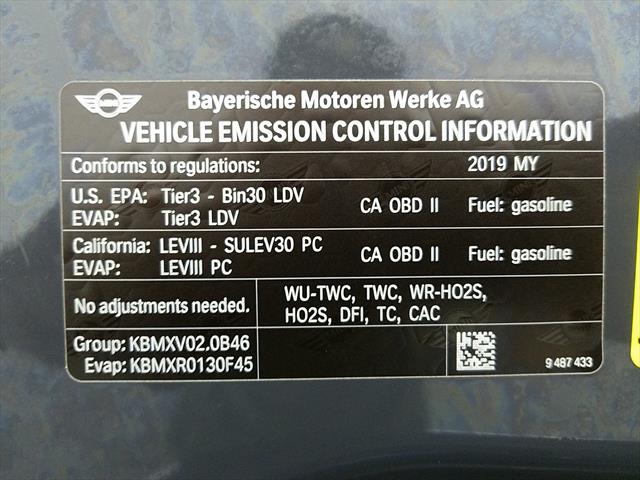 MINI
Bayerische Motoren Werke AG
VEHICLE EMISSION CONTROL INFORMATION
Conforms to regulations: 2019 MY
U.S. EPA: Tier3 - Bin30 LDV CA OBD II Fuel: gasoline
EVAP: Tier3 LDV
California: LEVIII - SULEV30 PC CA OBD II Fuel: gasoline
EVAP: LEVIII PC
No adjustments needed.
WU-TWC, TWC, WR-HO2S,
HO2S, DFI, TC, CAC
Group: KBMXV02.0B46
Evap: KBMXR0130F45
9 487 433